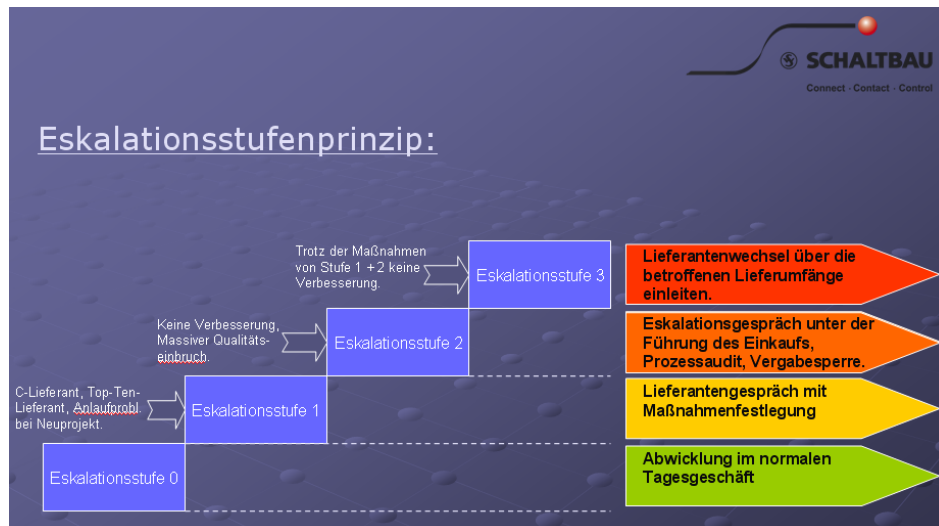 SCHALTBAU
Connect · Contact · Control
Eskalationsstufenprinzip:
Trotz der Maßnahmen
von Stufe 1 +2 keine
Verbesserung.
Eskalationsstufe 3
Lieferantenwechsel über die
betroffenen Lieferumfänge
einleiten.
Keine Verbesserung,
Massiver Qualitäts-
einbruch.
Eskalationsstufe 2
Eskalationsgespräch unter der
Führung des Einkaufs,
Prozessaudit, Vergabesperre.
C-Lieferant, Top-Ten-
Lieferant, Anlaufprobl.
bei Neuprojekt.
Eskalationsstufe 1
Lieferantengespräch mit
Maßnahmenfestlegung
Eskalationsstufe 0
Abwicklung im normalen
Tagesgeschäft